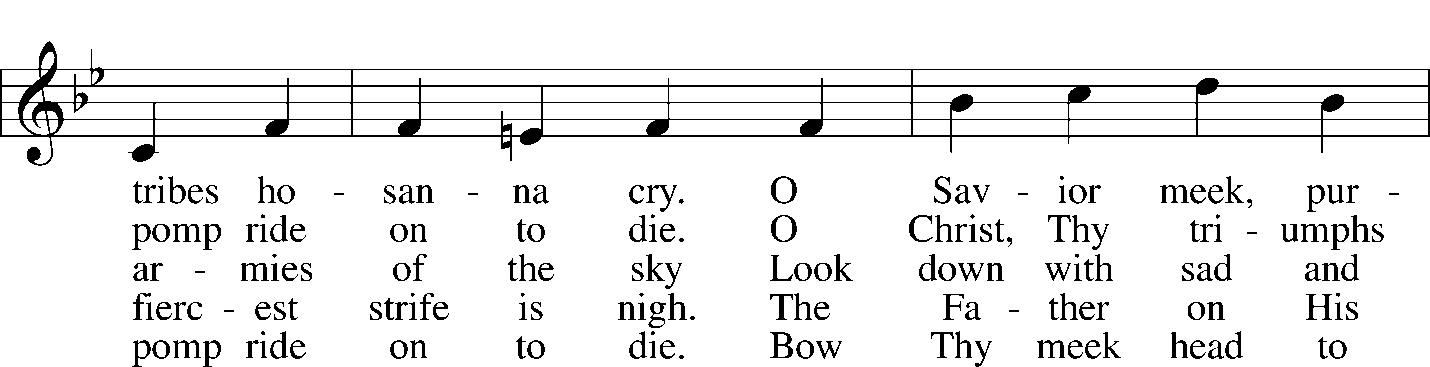 tribes ho - san - na cry. O Sav - ior meek, pur -
pomp ride on to die. O Christ, Thy tri - umphs
ar - mies of the sky Look down with sad and
fierc - est strife is nigh. The Fa - ther on His
pomp ride on to die. Bow Thy meek head to